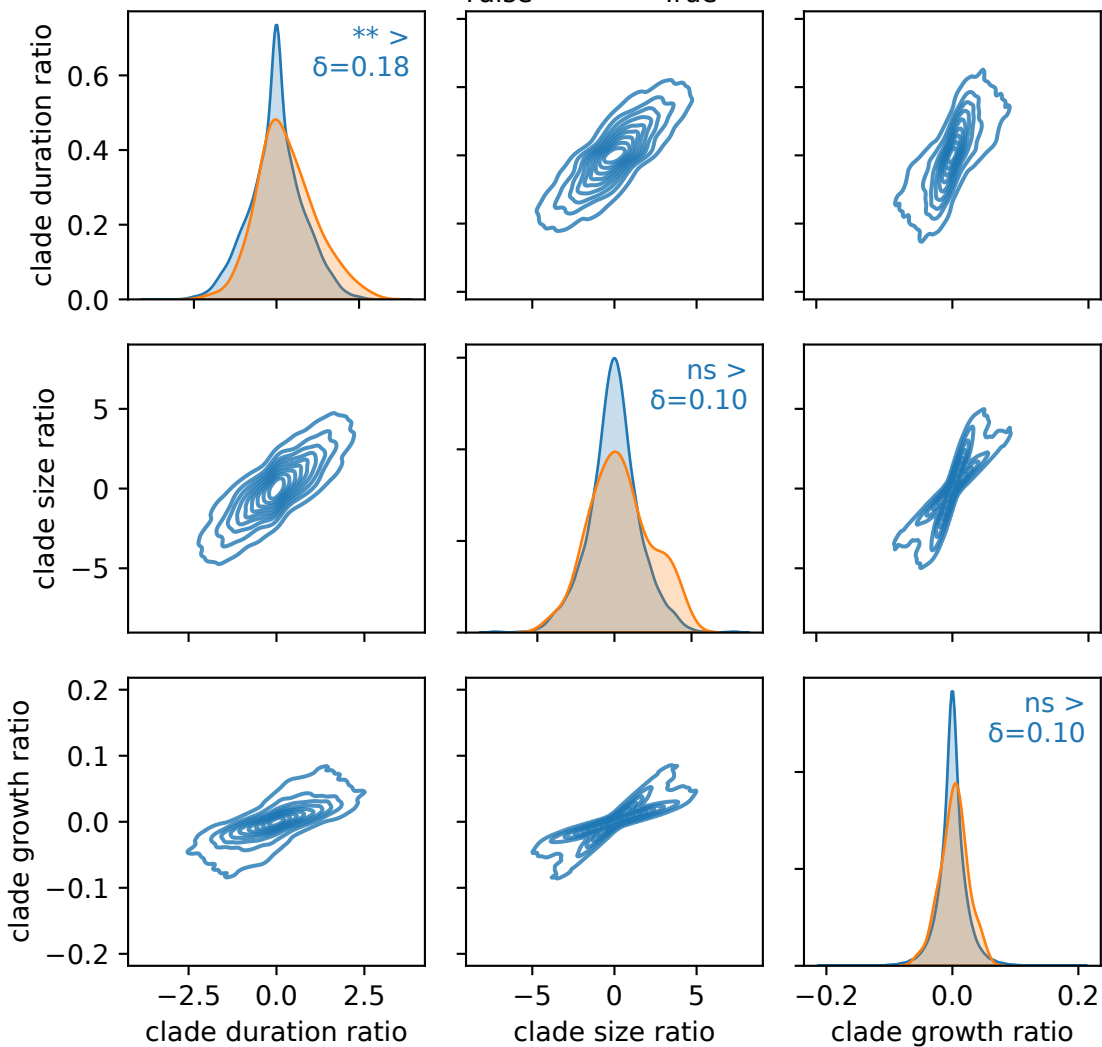 False True
clade duration ratio
0.6
0.4
0.2
0.0
** >
δ=0.18
clade size ratio
5
0
−5
ns >
δ=0.10
clade growth ratio
0.2
0.1
0.0
−0.1
−0.2
ns >
δ=0.10
−2.5 0.0 2.5
−5 0 5
−0.2 0.0 0.2
clade duration ratio
clade size ratio
clade growth ratio